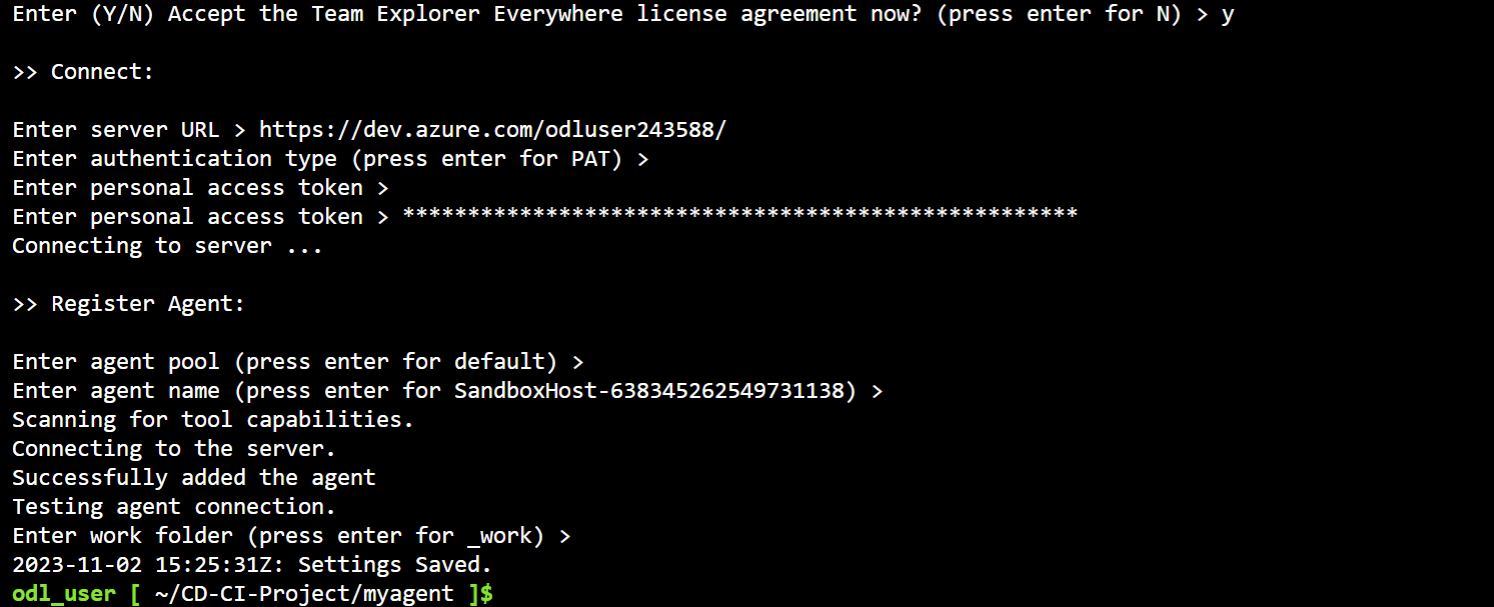 Enter (Y/N) Accept the Team Explorer Everywhere license agreement now? (press enter for N) > y
>> Connect:
Enter server URL > https://dev.azure.com/odluser243588/
Enter authentication type (press enter for PAT) >
Enter personal access token >
Enter personal access token > ****************************************************
Connecting to server ...
>> Register Agent:
Enter agent pool (press enter for default) >
Enter agent name (press enter for SandboxHost-638345262549731138) >
Scanning for tool capabilities.
Connecting to the server.
Successfully added the agent
Testing agent connection.
Enter work folder (press enter for _work) >
2023-11-02 15:25:31Z: Settings Saved.
odl_user [ ~/CD-CI-Project/myagent ]$